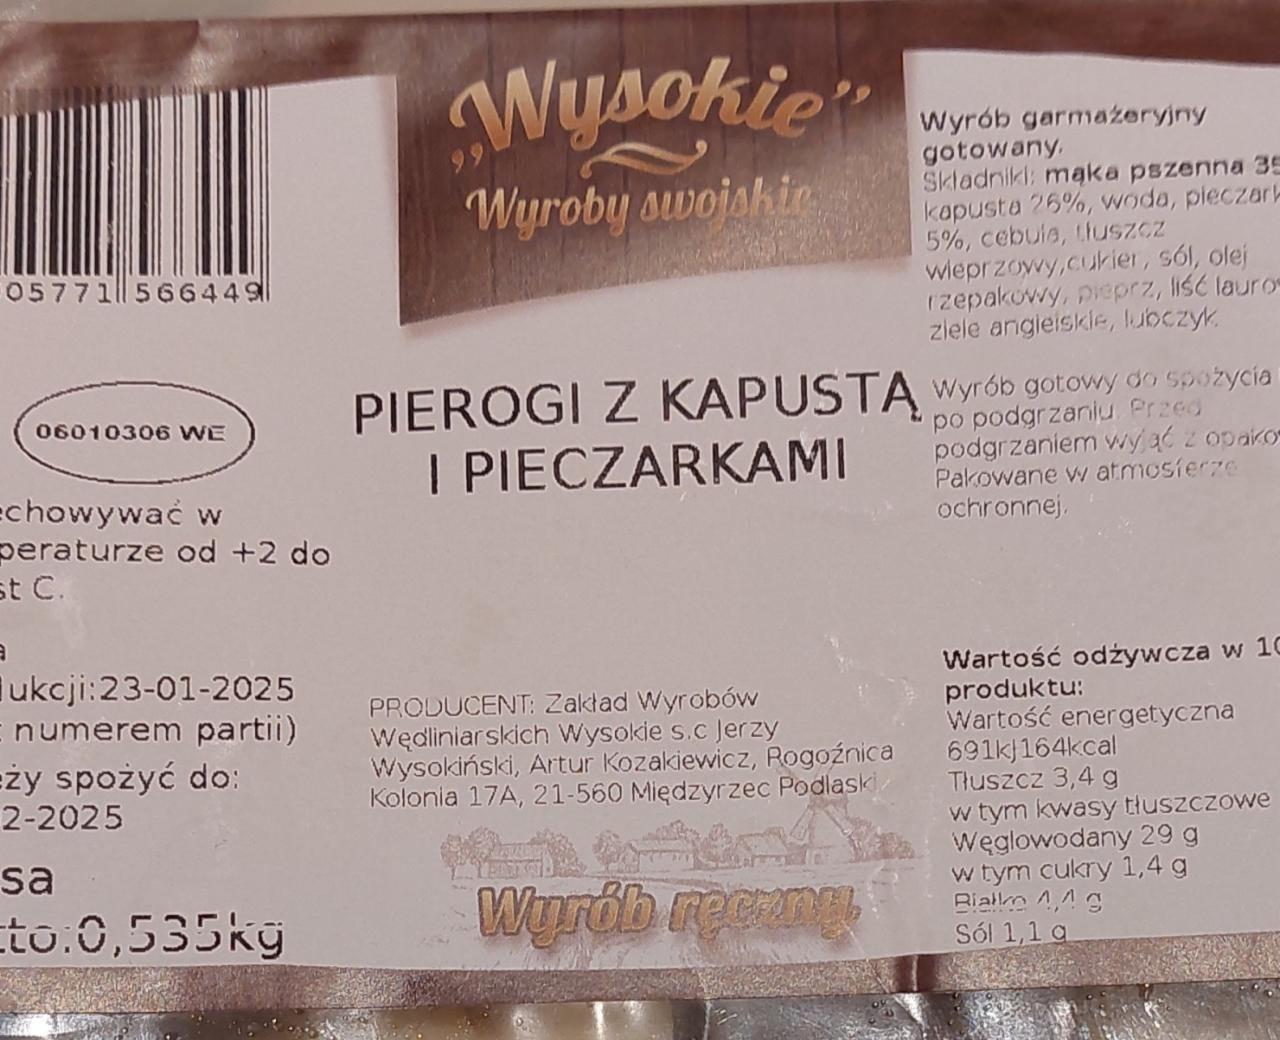 „Wysokie”
Wyroby swojskie
05771 566449
06010306 WE
echowywać w
peraturze od +2 do
st C.
a
lukcji:23-01-2025
numerem partii)
eży spożyć do:
2-2025
sa
tto:0,535kg
PIEROGI Z KAPUSTĄ
I PIECZARKAMI
PRODUCENT: Zakład Wyrobów
Wędliniarskich Wysokie s.c Jerzy
Wysokiński, Artur Kozakiewicz, Rogoźnica
Kolonia 17A, 21-560 Międzyrzec Podlaski
Wyrób ręczny
Wyrób garmażeryjny
gotowany.
Składniki: mąka pszenna 35
kapusta 26%, woda, pieczark
5%, cebula, tłuszcz
wieprzowy,cukier, sól, olej
rzepakowy, pieprz, liść lauro
ziele angielskie, lubczyk.
Wyrób gotowy do spożycia
po podgrzaniu. Przed
podgrzaniem wyjąć z opako
Pakowane w atmosferze
ochronnej.
Wartość odżywcza w 10
produktu:
Wartość energetyczna
691kJ164kcal
Tłuszcz 3,4 g
w tym kwasy tłuszczowe
Węglowodany 29 g
w tym cukry 1,4 g
Białko 4,4 g
Sól 1,1 g